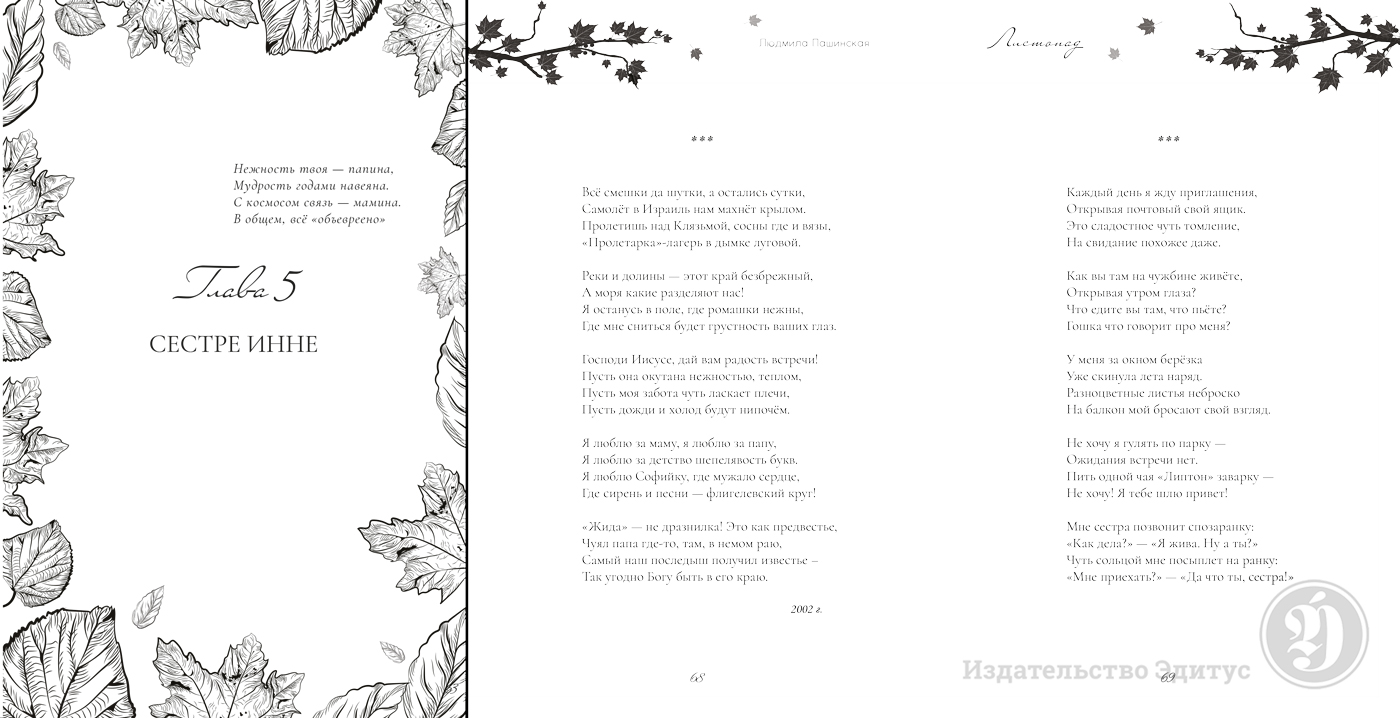 Нежность твоя — папина,
Мудрость годами навеяна.
С космосом связь — мамина.
В общем, всё «объевреено»
Глава 5
СЕСТРЕ ИННЕ
Людмила Пашинская
***
Всё смешки да шутки, а остались сутки,
Самолёт в Израиль нам махнёт крылом.
Пролетишь над Клязьмой, сосны где и вязы,
«Пролетарка»-лагерь в дымке луговой.
Реки и долины — этот край безбрежный,
А моря какие разделяют нас!
Я останусь в поле, где ромашки нежны,
Где мне сниться будет грустность ваших глаз.
Господи Иисусе, дай вам радость встречи!
Пусть она окутана нежностью, теплом,
Пусть моя забота чуть ласкает плечи,
Пусть дожди и холод будут нипочём.
Я люблю за маму, я люблю за папу,
Я люблю за детство шепелявость букв.
Я люблю Софийку, где мужало сердце,
Где сирень и песни — флигелевский круг!
«Жида» — не дразнилка! Это как предвестье,
Чуял папа где-то, там, в немом раю,
Самый наш последыш получил известье –
Так угодно Богу быть в его краю.
2002 г.
68
Листопад
***
Каждый день я жду приглашения,
Открывая почтовый свой ящик.
Это сладостное чуть томление,
На свидание похожее даже.
Как вы там на чужбине живёте,
Открывая утром глаза?
Что едите вы там, что пьёте?
Гошка что говорит про меня?
У меня за окном берёзка
Уже скинула лета наряд.
Разноцветные листья неброско
На балкон мой бросают свой взгляд.
Не хочу я гулять по парку —
Ожидания встречи нет.
Пить одной чая «Липтон» заварку —
Не хочу! Я тебе шлю привет!
Мне сестра позвонит спозаранку:
«Как дела?» — «Я жива. Ну а ты?»
Чуть сольцой мне посыплет на ранку:
«Мне приехать?» — «Да что ты, сестра!»
69
Издательство Эдитус